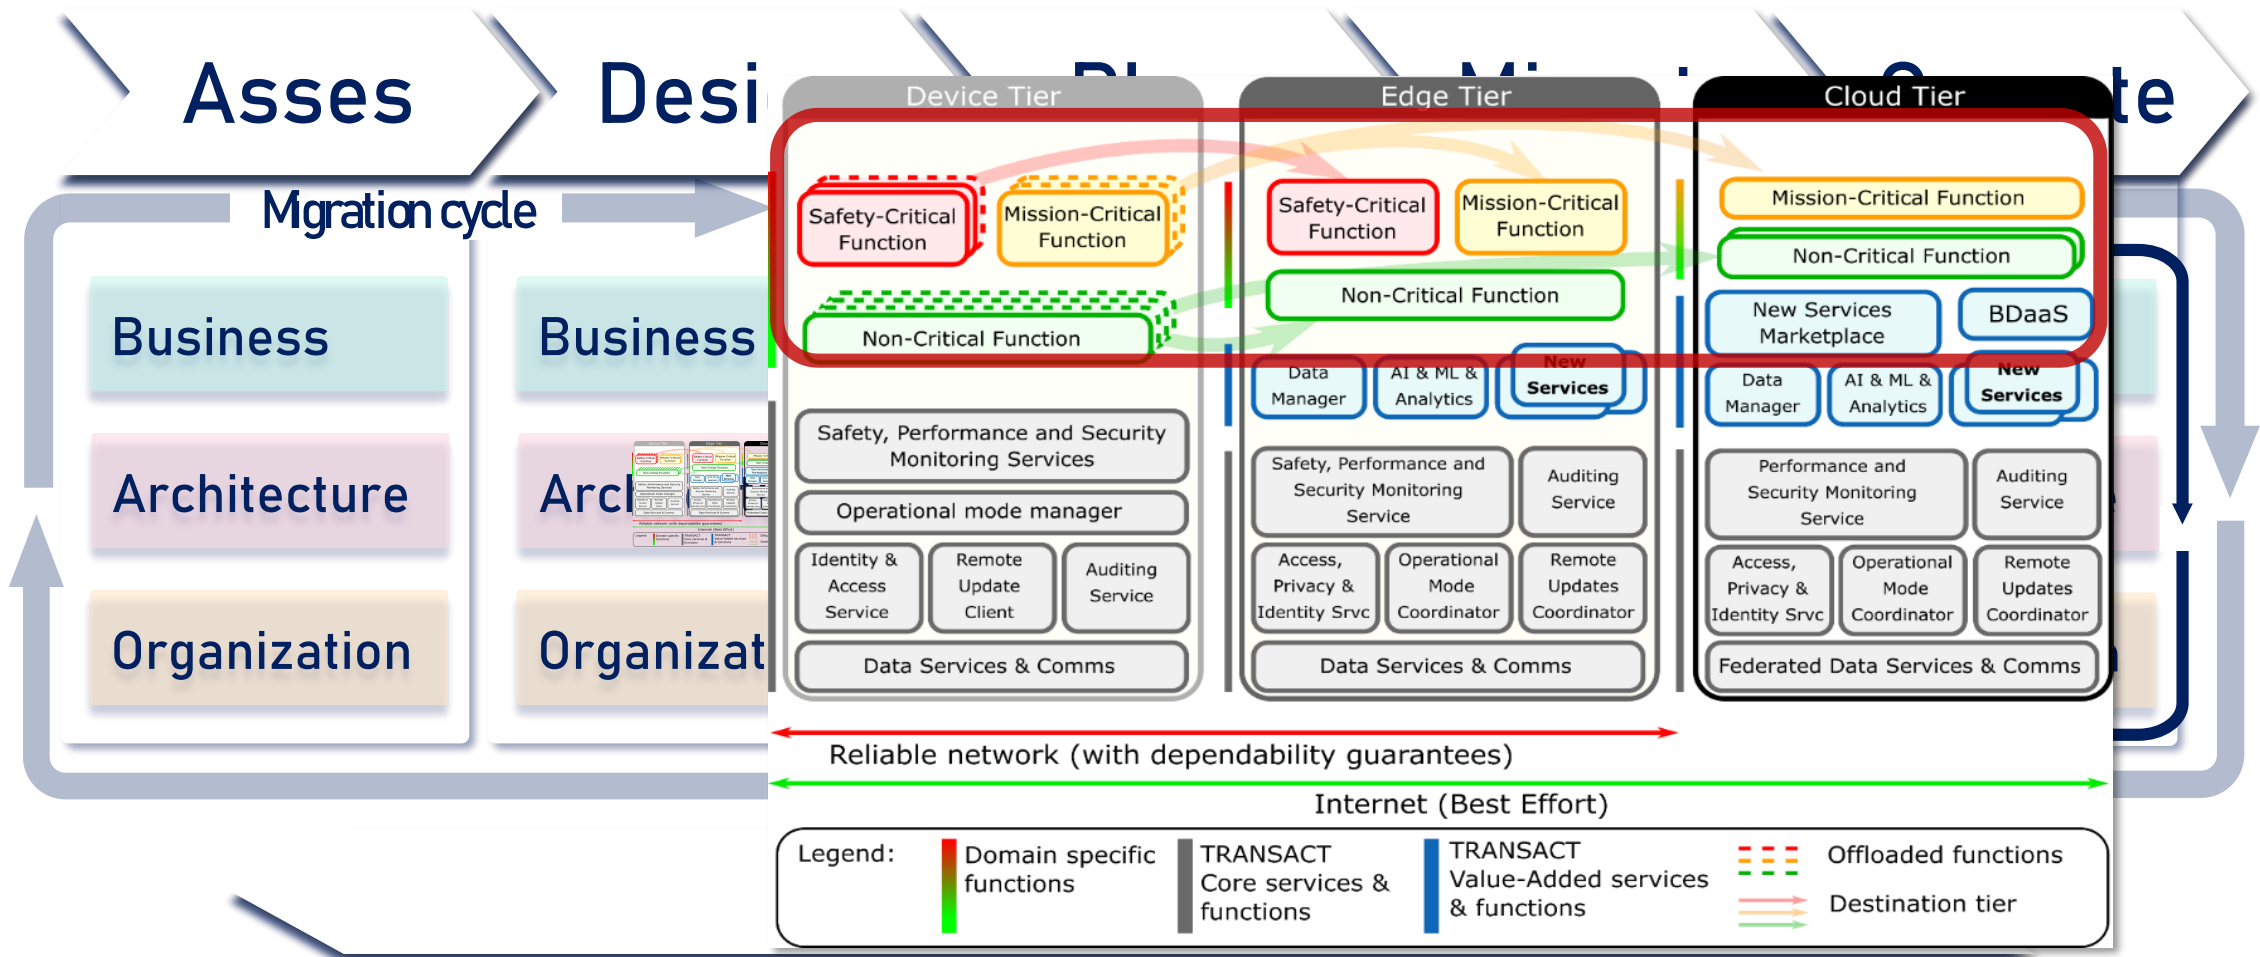 Asses
Desi
te
Migration cycle
Business
Architecture
Organization
Business
Arc
Organizat
Device Tier
Safety-Critical
Function
Mission-Critical
Function
Non-Critical Function
Safety, Performance and Security
Monitoring Services
Operational mode manager
Identity &
Access
Service
Remote
Update
Client
Auditing
Service
Data Services & Comms
Edge Tier
Safety-Critical
Function
Mission-Critical
Function
Non-Critical Function
Data
Manager
AI & ML &
Analytics
New
Services
Safety, Performance and
Security Monitoring
Service
Auditing
Service
Access,
Privacy &
Identity Srvc
Operational
Mode
Coordinator
Remote
Updates
Coordinator
Data Services & Comms
Cloud Tier
Mission-Critical Function
Non-Critical Function
New Services
Marketplace
BDaaS
Data
Manager
AI & ML &
Analytics
New
Services
Performance and
Security Monitoring
Service
Auditing
Service
Access,
Privacy &
Identity Srvc
Operational
Mode
Coordinator
Remote
Updates
Coordinator
Federated Data Services & Comms
Reliable network (with dependability guarantees)
Internet (Best Effort)
Legend:
Domain specific
functions
TRANSACT
Core services &
functions
TRANSACT
Value-Added services
& functions
Offloaded functions
Destination tier